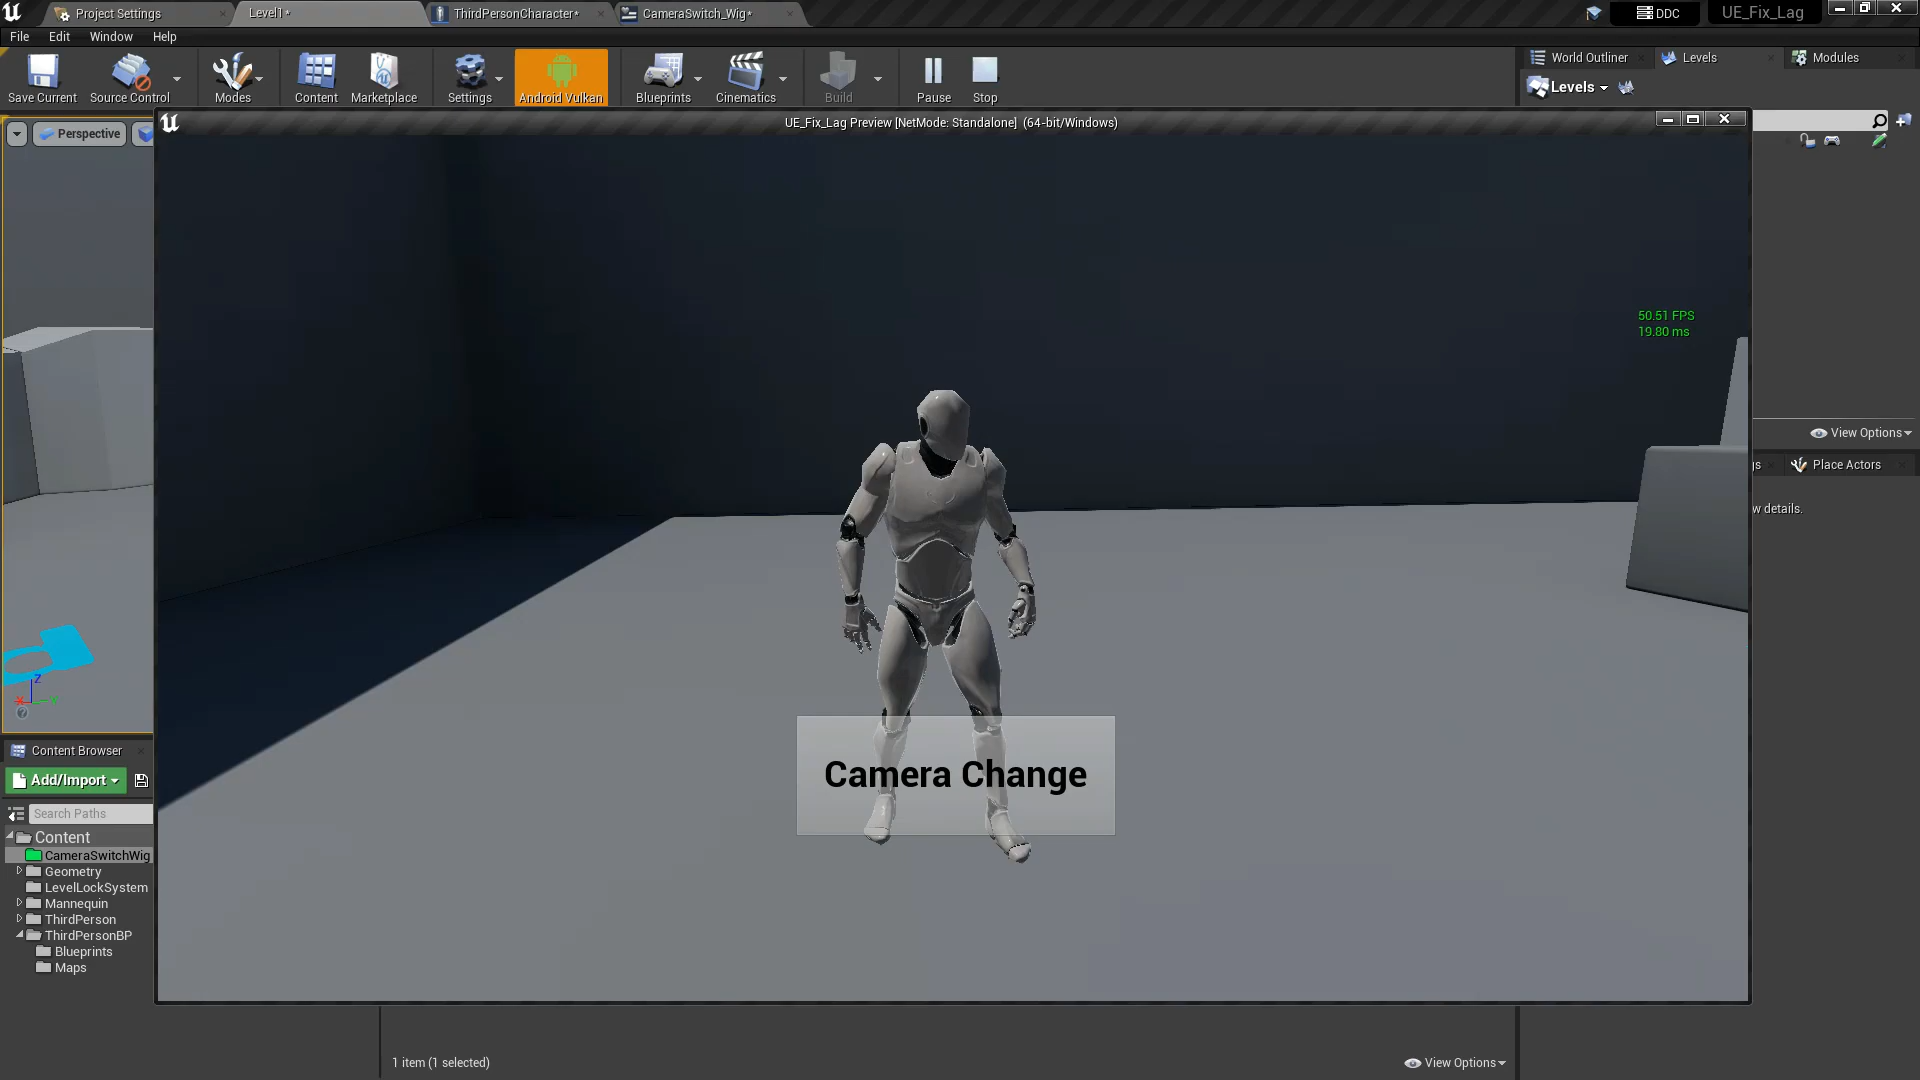 Project Settings
Level1*
ThirdPersonCharacter*
CameraSwitch_Wig*
DDC
UE_Fix_Lag
File
Edit
Window
Help
Save Current
Source Control
Modes
Content
Marketplace
Settings
Android Vulkan
Blueprints
Cinematics
Build
Pause
Stop
World Outliner
Levels
Modules
Levels
Perspective
UE_Fix_Lag Preview [NetMode: Standalone] (64-bit/Windows)
50.51 FPS
19.80 ms
View Options
gs
Place Actors
w details.
Camera Change
X
Y
Z
?
Content Browser
Add/Import
Search Paths
Content
CameraSwitchWig
Geometry
LevelLockSystem
Mannequin
ThirdPerson
ThirdPersonBP
Blueprints
Maps
1 item (1 selected)
View Options